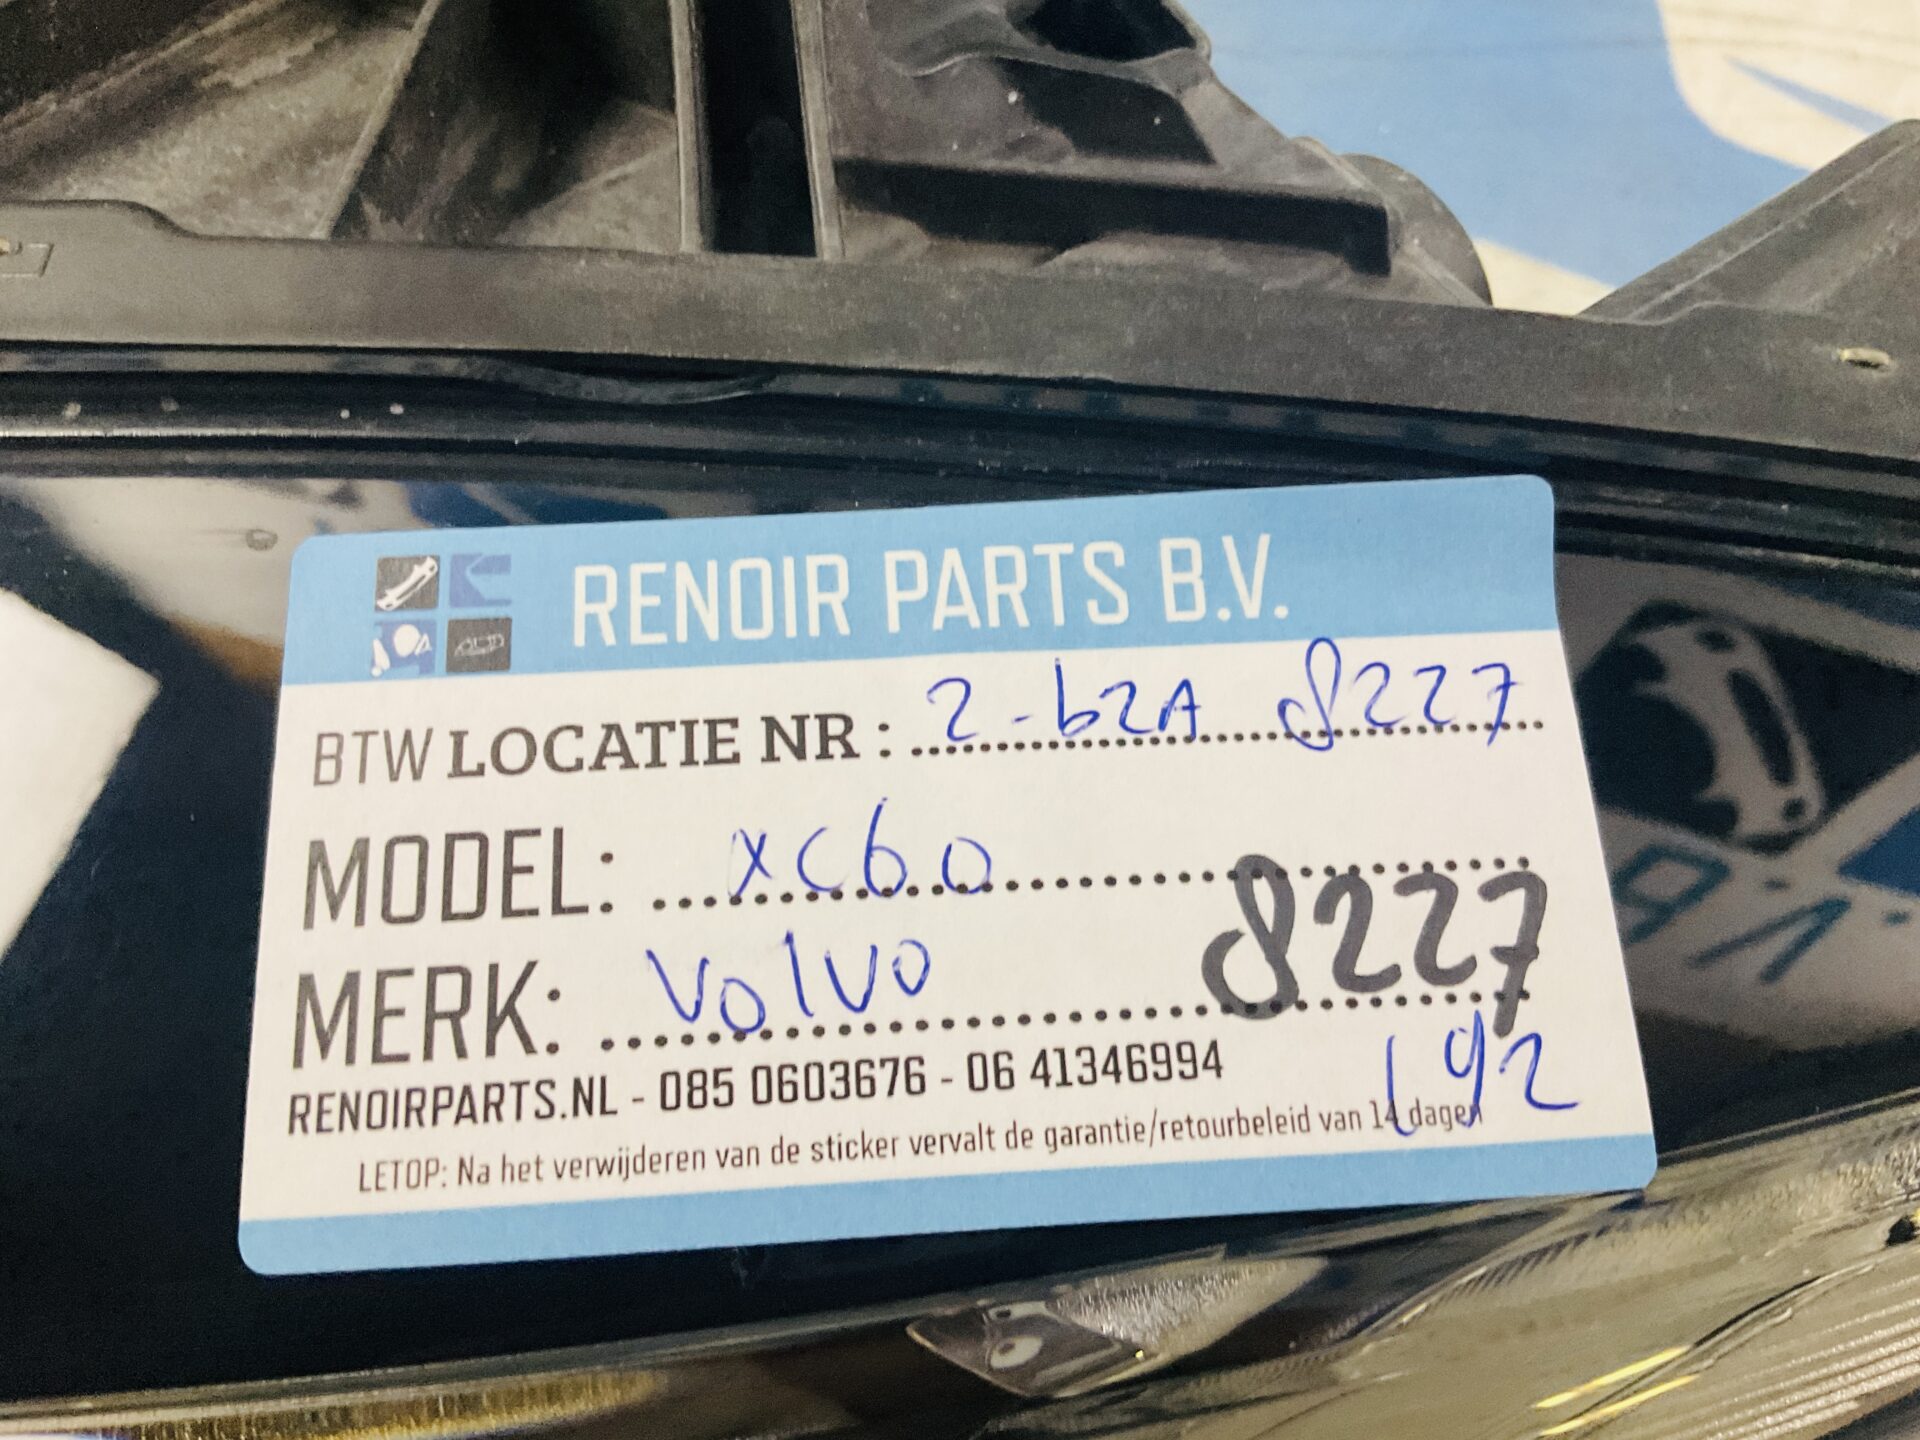 RENOIR PARTS B.V.
BTW LOCATIE NR : 2-b2A 8227
MODEL: XC60
8227
MERK: Volvo
RENOIRPARTS.NL - 085 0603676 - 06 41346994
192
LETOP: Na het verwijderen van de sticker vervalt de garantie/retourbeleid van 14 dagen